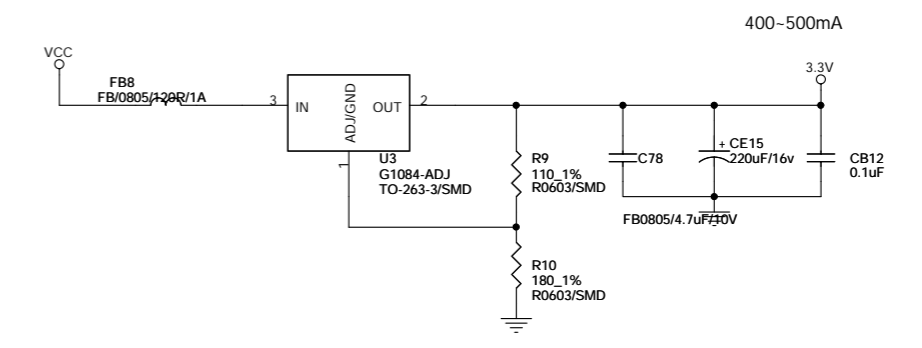 400~500mA
VCC
3.3V
FB8
FB/0805/120R/1A
3
IN
ADJ/GND
OUT
2
1
U3
G1084-ADJ
TO-263-3/SMD
R9
110_1%
R0603/SMD
C78
+ CE15
220uF/16v
CB12
0.1uF
FB0805/4.7uF/10V
R10
180_1%
R0603/SMD